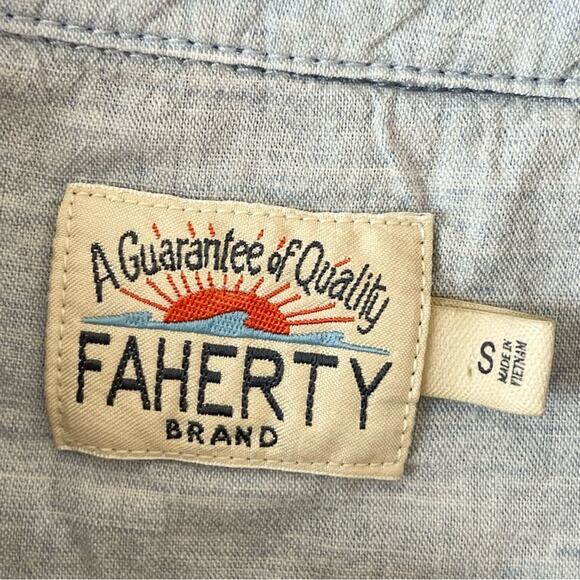 A Guarantee of Quality
FAHERTY
BRAND
S
MADE IN
VIETNAM